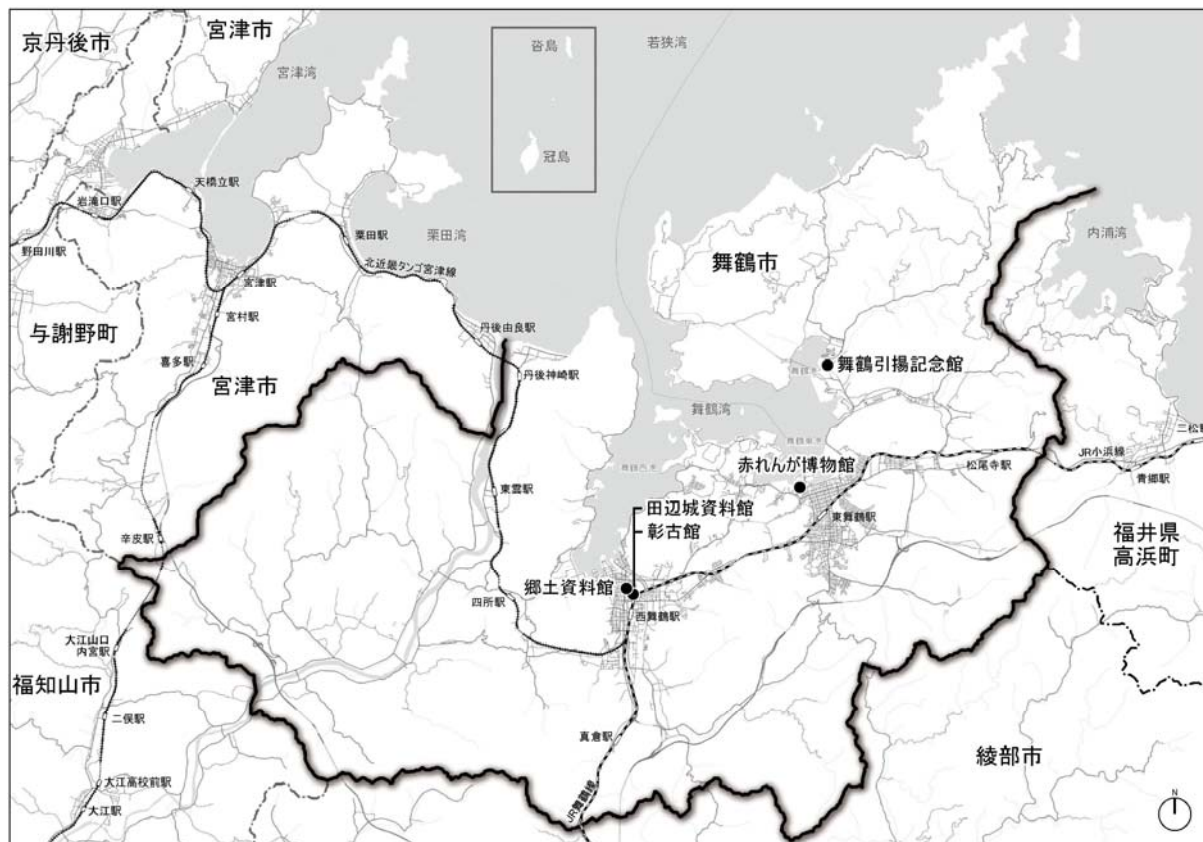 京丹後市
宮津市
宮津湾
沓島
冠島
若狭湾
天橋立駅
岩滝口駅
野田川駅
栗田駅
栗田湾
北近畿タンゴ宮津線
宮津駅
宮村駅
与謝野町
喜多駅
宮津市
丹後由良駅
丹後神崎駅
舞鶴市
内浦湾
舞鶴引揚記念館
舞鶴湾
二松
JR小浜線
青郷駅
松尾寺駅
赤れんが博物館
東舞鶴駅
東雲駅
田辺城資料館
彰古館
福井県
高浜町
辛皮駅
郷土資料館
四所駅
西舞鶴駅
大江山口
内宮駅
福知山市
二俣駅
真倉駅
綾部市
大江高校前駅
大江駅
JR舞鶴線
N